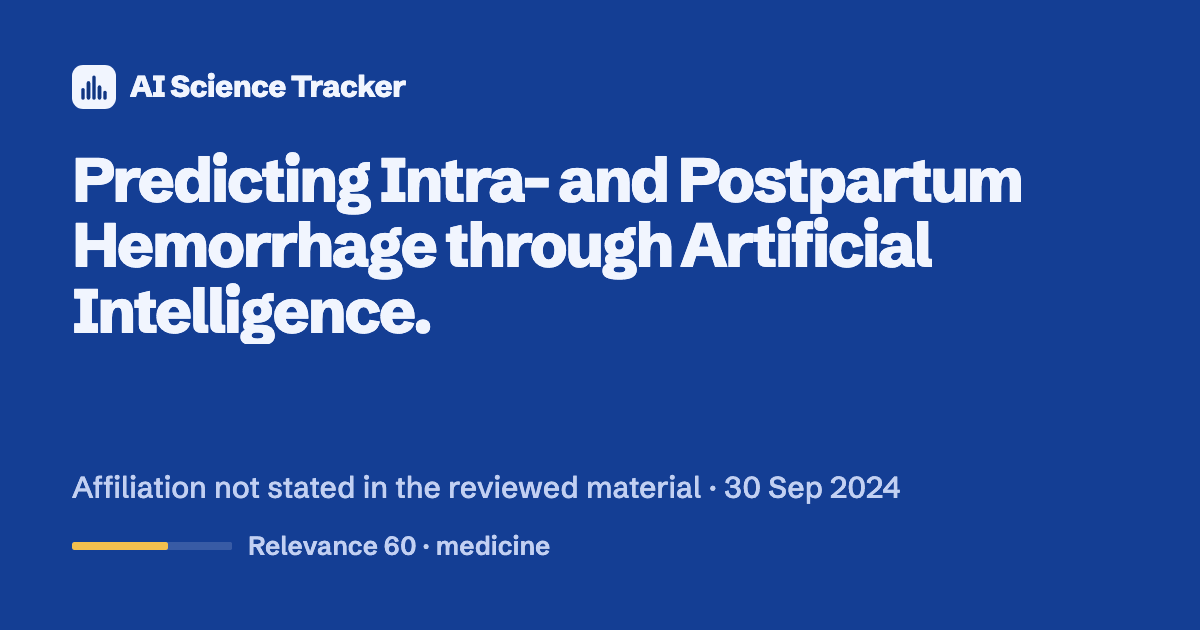 AI Science Tracker
Predicting Intra- and Postpartum
Hemorrhage through Artificial
Intelligence.
Affiliation not stated in the reviewed material · 30 Sep 2024
Relevance 60 · medicine